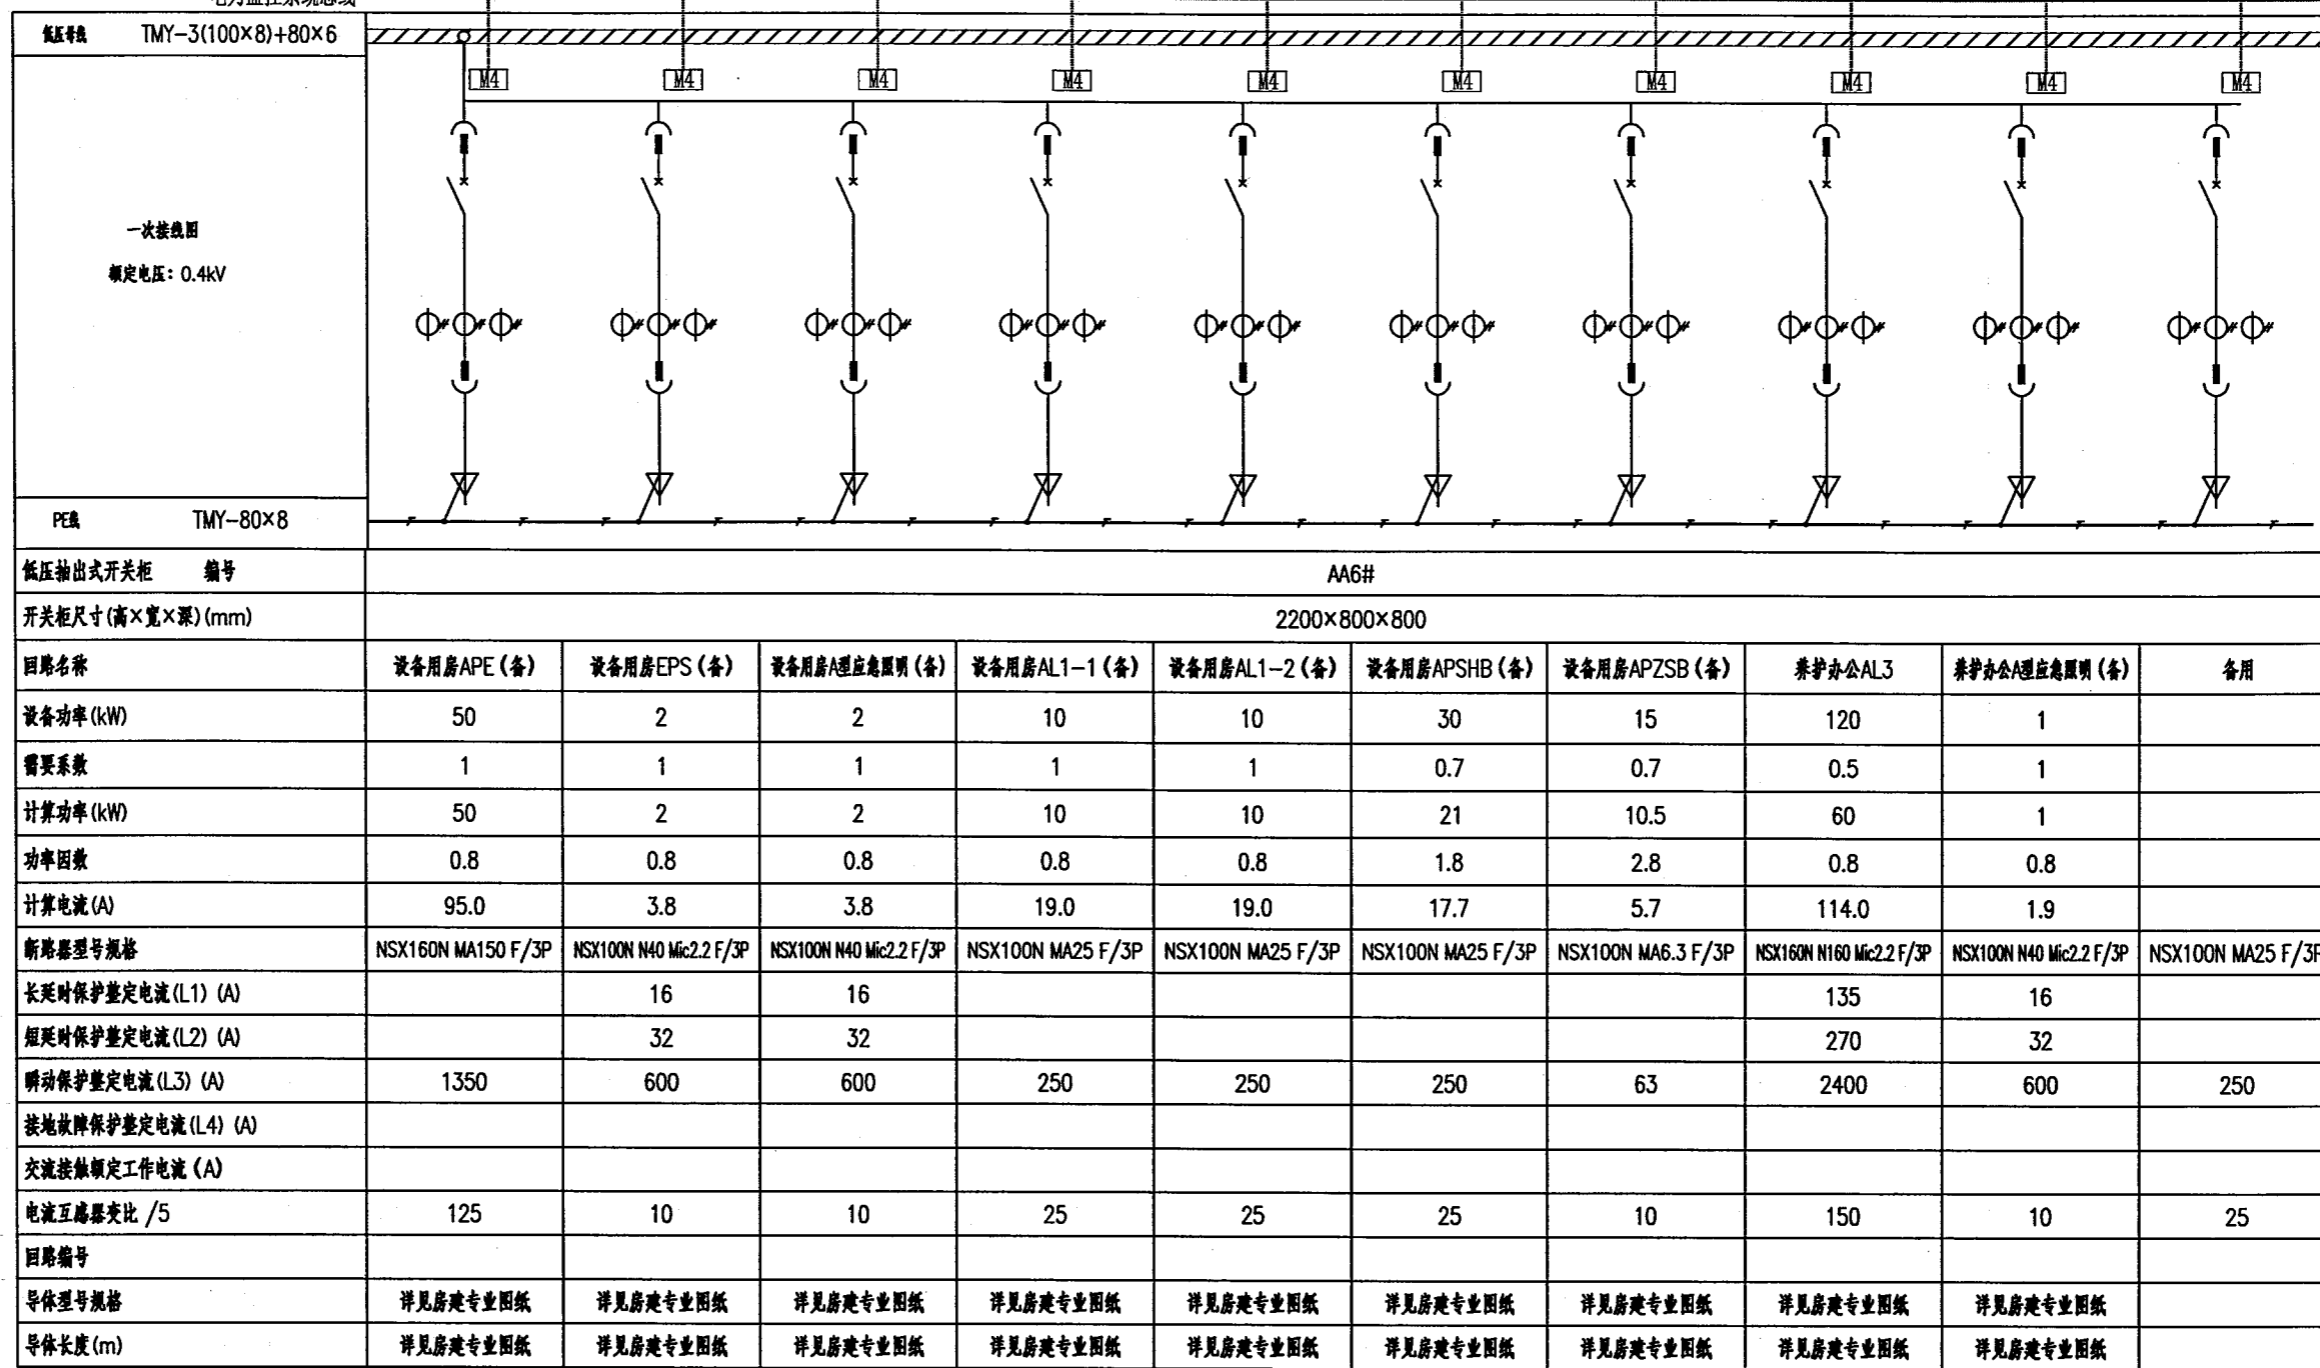 电力监控系统总线
低压母线 TMY-3(100×8)+80×6
M4 M4 M4 M4 M4 M4 M4 M4 M4 M4
一次接线图
额定电压：0.4kV
PE线 TMY-80×8
低压抽出式开关柜 编号 AA6#
开关柜尺寸(高×宽×深)(mm) 2200×800×800
回路名称 设备用房APE（备） 设备用房EPS（备） 设备用房A型应急照明（备） 设备用房AL1-1（备） 设备用房AL1-2（备） 设备用房APSHB（备） 设备用房APZSB（备） 养护办公AL3 养护办公A型应急照明（备） 备用
设备功率(kW) 50 2 2 10 10 30 15 120 1
需要系数 1 1 1 1 1 0.7 0.7 0.5 1
计算功率(kW) 50 2 2 10 10 21 10.5 60 1
功率因数 0.8 0.8 0.8 0.8 0.8 1.8 2.8 0.8 0.8
计算电流(A) 95.0 3.8 3.8 19.0 19.0 17.7 5.7 114.0 1.9
断路器型号规格 NSX160N MA150 F/3P NSX100N N40 Mic2.2 F/3P NSX100N N40 Mic2.2 F/3P NSX100N MA25 F/3P NSX100N MA25 F/3P NSX100N MA25 F/3P NSX100N MA6.3 F/3P NSX160N N160 Mic2.2 F/3P NSX100N N40 Mic2.2 F/3P NSX100N MA25 F/3P
长延时保护整定电流(L1) (A) 16 16 135 16
短延时保护整定电流(L2) (A) 32 32 270 32
瞬动保护整定电流(L3) (A) 1350 600 600 250 250 250 63 2400 600 250
接地故障保护整定电流(L4) (A)
交流接触额定工作电流（A）
电流互感器变比 /5 125 10 10 25 25 25 10 150 10 25
回路编号
导体型号规格 详见房建专业图纸 详见房建专业图纸 详见房建专业图纸 详见房建专业图纸 详见房建专业图纸 详见房建专业图纸 详见房建专业图纸 详见房建专业图纸 详见房建专业图纸
导体长度(m) 详见房建专业图纸 详见房建专业图纸 详见房建专业图纸 详见房建专业图纸 详见房建专业图纸 详见房建专业图纸 详见房建专业图纸 详见房建专业图纸 详见房建专业图纸